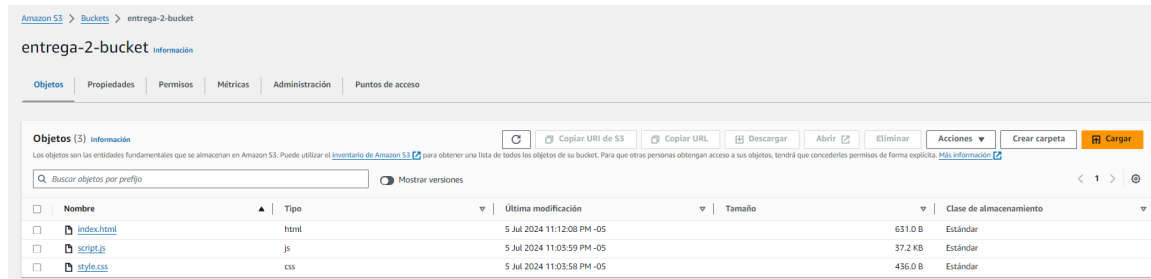 Amazon S3 > Buckets > entrega-2-bucket
entrega-2-bucket Información
Objetos Propiedades Permisos Métricas Administración Puntos de acceso
Objetos (3) Información
Copiar URI de S3 Copiar URL Descargar Abrir Eliminar Acciones Crear carpeta Cargar
Los objetos son las entidades fundamentales que se almacenan en Amazon S3. Puede utilizar el inventario de Amazon S3 para obtener una lista de todos los objetos de su bucket. Para que otras personas obtengan acceso a sus objetos, tendrá que concederles permisos de forma explícita. Más información
Buscar objetos por prefijo Mostrar versiones < 1 >
Nombre Tipo Última modificación Tamaño Clase de almacenamiento
index.html html 5 Jul 2024 11:12:08 PM -05 631.0 B Estándar
script.js js 5 Jul 2024 11:03:59 PM -05 37.2 KB Estándar
style.css css 5 Jul 2024 11:03:58 PM -05 436.0 B Estándar